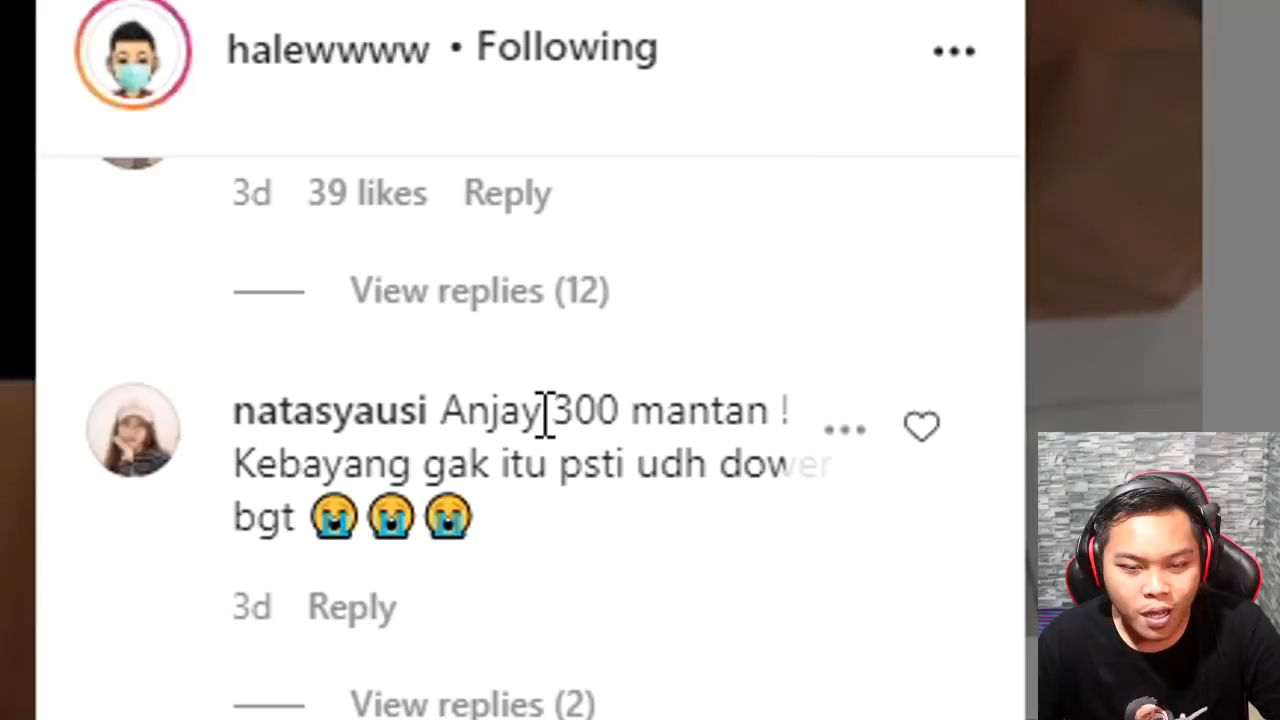 halewwww • Following
3d 39 likes Reply
View replies (12)
natasyausi Anjay 300 mantan !
Kebayang gak itu psti udh dower
bgt 😭😭😭
3d Reply
View replies (2)